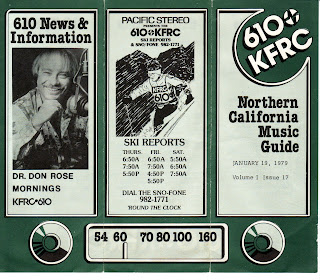 610 News &
Information
DR. DON ROSE
MORNINGS
KFRC 610
PACIFIC STEREO
PRESENTS THE
610 KFRC
SKI REPORTS
& SNO/FONE 982-1771
KFRC
610
SKI REPORTS
THURS. FRI. SAT.
6:50A 6:50A 5:50A
7:50A 7:50A 6:50A
5:50P 4:50P 7:50A
5:50P
DIAL THE SNO-FONE
982-1771
'ROUND THE CLOCK
610
KFRC
Northern
California
Music
Guide
JANUARY 18, 1979
Volume 1 Issue 17
54 60 70 80 100 160